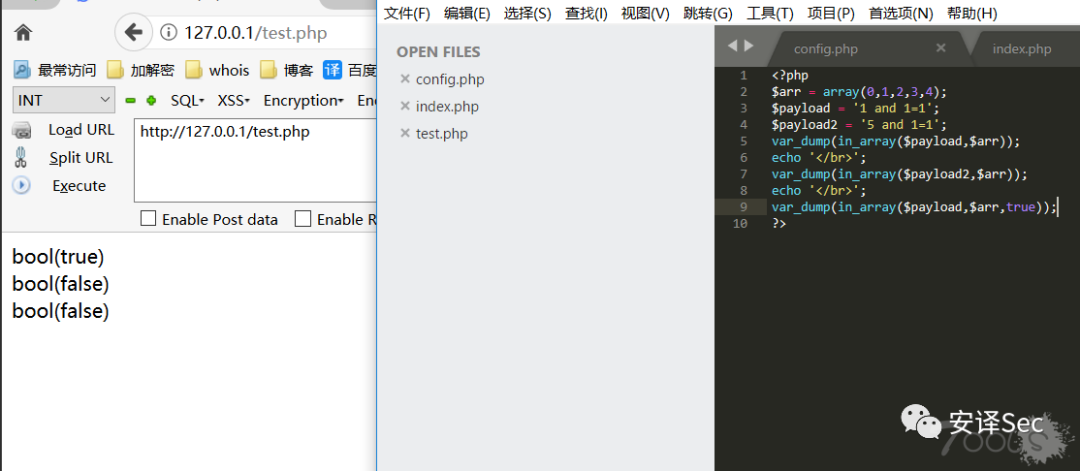 127.0.0.1/test.php
最常访问 加解密 whois 博客 译 百度
INT SQL XSS Encryption Enc
Load URL
http://127.0.0.1/test.php
Split URL
Execute
Enable Post data Enable R
bool(true)
bool(false)
bool(false)
文件(F) 编辑(E) 选择(S) 查找(I) 视图(V) 跳转(G) 工具(T) 项目(P) 首选项(N) 帮助(H)
OPEN FILES
config.php
index.php
test.php
config.php index.php
1 <?php
2 $arr = array(0,1,2,3,4);
3 $payload = '1 and 1=1';
4 $payload2 = '5 and 1=1';
5 var_dump(in_array($payload,$arr));
6 echo '</br>';
7 var_dump(in_array($payload2,$arr));
8 echo '</br>';
9 var_dump(in_array($payload,$arr,true));
10 ?>
安译Sec
7ools